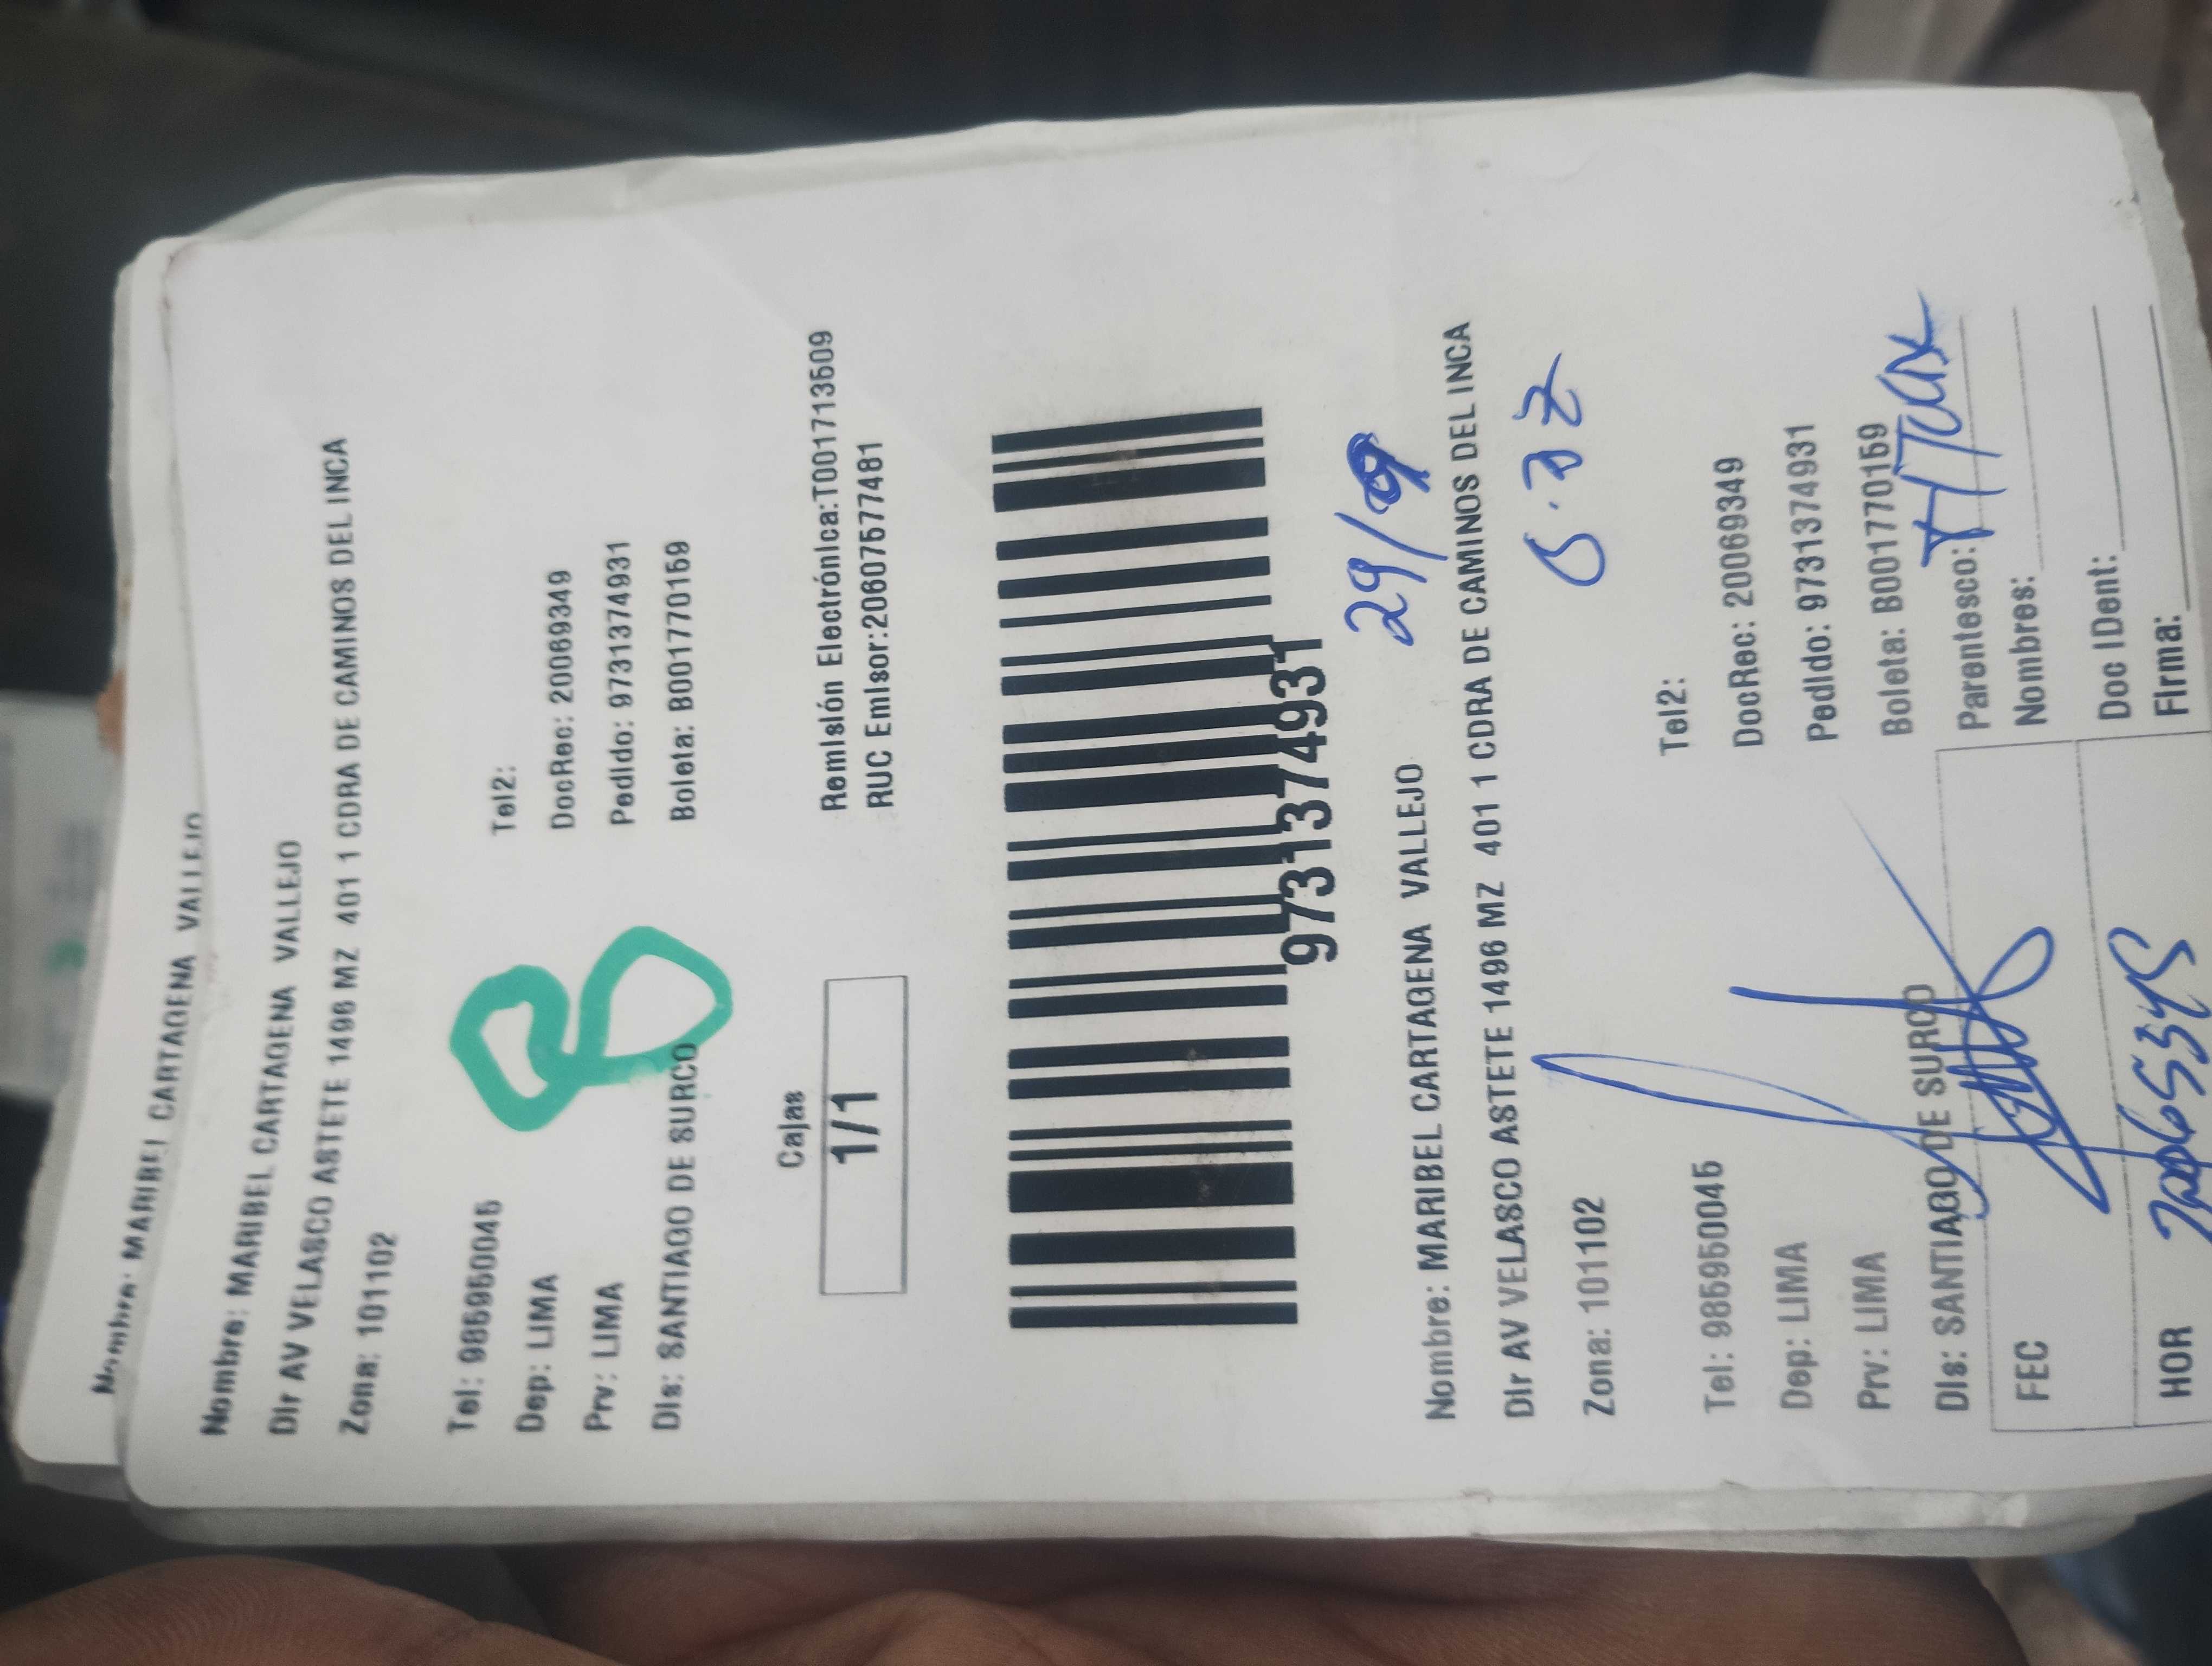 MARIBEL CARTAGENA VALLEJO
Nombre: MARIBEL CARTAGENA VALLEJO
Dir AV VELASCO ASTETE 1496 MZ 401 1 CDRA DE CAMINOS DEL INCA
Zona: 101102
Tel: 985950045 Tel2:
Dep: LIMA DocRec: 20069349
Prv: LIMA Pedido: 9731374931
Dis: SANTIAGO DE SURCO Boleta: B001770159
8
Cajas
1/1
Remisión Electrónica:T001713509
RUC Emisor:20607577481
9731374931
29/9
Nombre: MARIBEL CARTAGENA VALLEJO
Dir AV VELASCO ASTETE 1496 MZ 401 1 CDRA DE CAMINOS DEL INCA
Zona: 101102
Tel: 985950045 Tel2:
Dep: LIMA DocRec: 20069349
Prv: LIMA Pedido: 9731374931
Dis: SANTIAGO DE SURCO Boleta: B001770159
FEC Parentesco: TITULAR
Nombres:
HOR Doc IDent:
Firma: